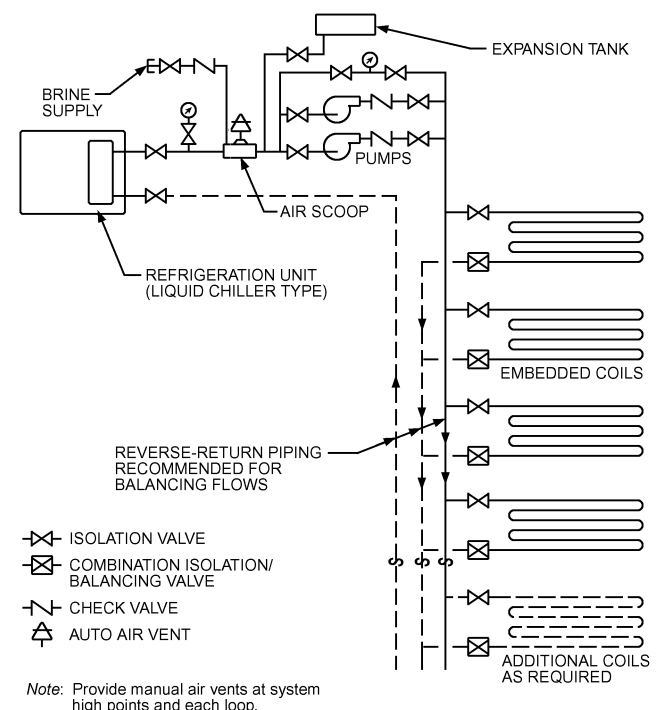 EXPANSION TANK
BRINE
SUPPLY
PUMPS
AIR SCOOP
REFRIGERATION UNIT
(LIQUID CHILLER TYPE)
EMBEDDED COILS
REVERSE-RETURN PIPING
RECOMMENDED FOR
BALANCING FLOWS
ISOLATION VALVE
COMBINATION ISOLATION/
BALANCING VALVE
CHECK VALVE
AUTO AIR VENT
ADDITIONAL COILS
AS REQUIRED
Note: Provide manual air vents at system
high points and each loop.